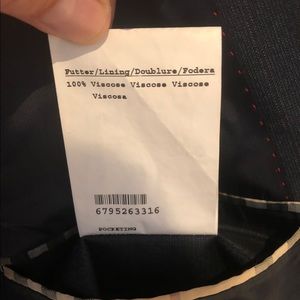 Futter/Lining/Doublure/Fodera
100% Viscose Viscose Viscose
Viscosa
6795263316
POCKETING